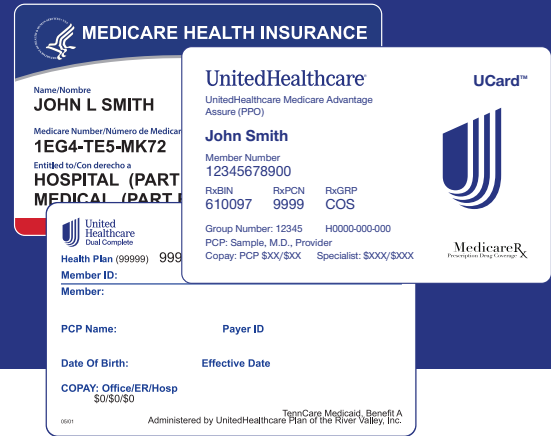 MEDICARE HEALTH INSURANCE
Name/Nombre
JOHN L SMITH
Medicare Number/Número de Medicar
1EG4-TE5-MK72
Entitled to/Con derecho a
HOSPITAL (PART
MEDICAL (PART
UnitedHealthcare
UCard™
UnitedHealthcare Medicare Advantage
Assure (PPO)
John Smith
Member Number
12345678900
RxBIN RxPCN RxGRP
610097 9999 COS
Group Number: 12345 H0000-000-000
PCP: Sample, M.D., Provider
Copay: PCP $XX/$XX Specialist: $XXX/$XXX
MedicareRx
Prescription Drug Coverage
United
Healthcare
Dual Complete
Health Plan (99999) 999
Member ID:
Member:
PCP Name: Payer ID
Date Of Birth: Effective Date
COPAY: Office/ER/Hosp
$0/$0/$0
TennCare Medicaid, Benefit A
05/01 Administered by UnitedHealthcare Plan of the River Valley, Inc.